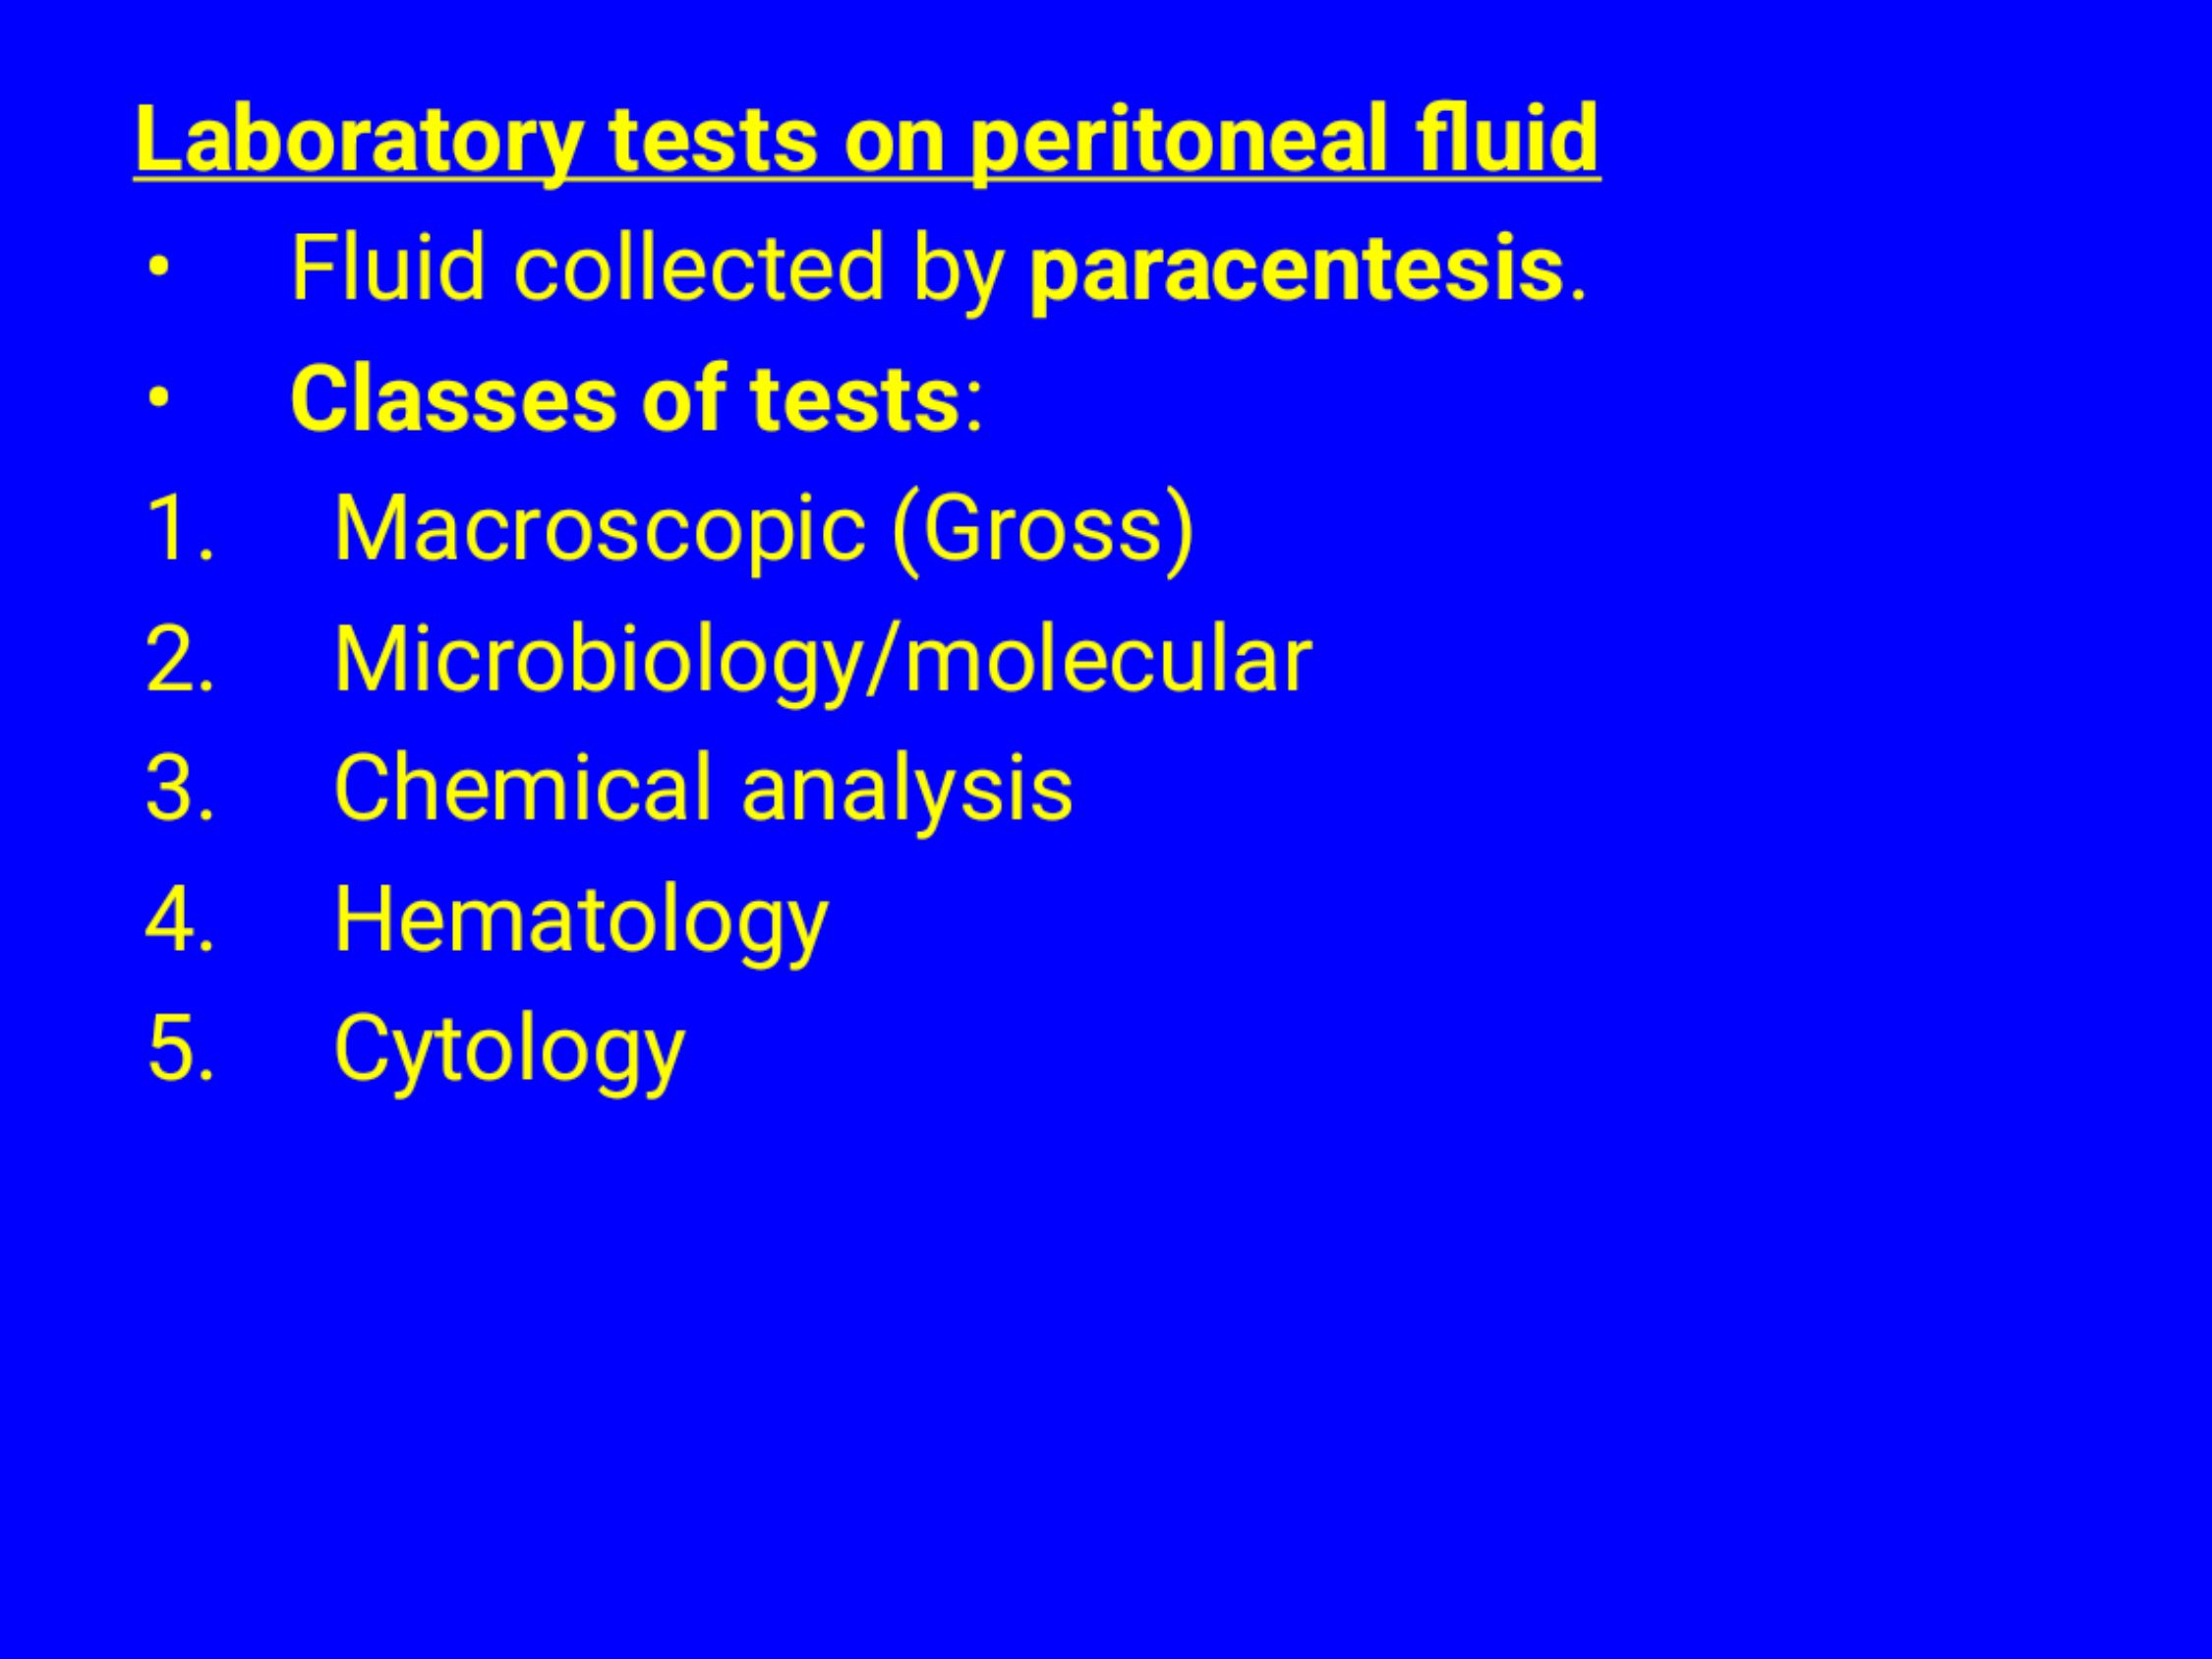 Laboratory tests on peritoneal fluid
• Fluid collected by paracentesis.
• Classes of tests:
1. Macroscopic (Gross)
2. Microbiology/molecular
3. Chemical analysis
4. Hematology
5. Cytology